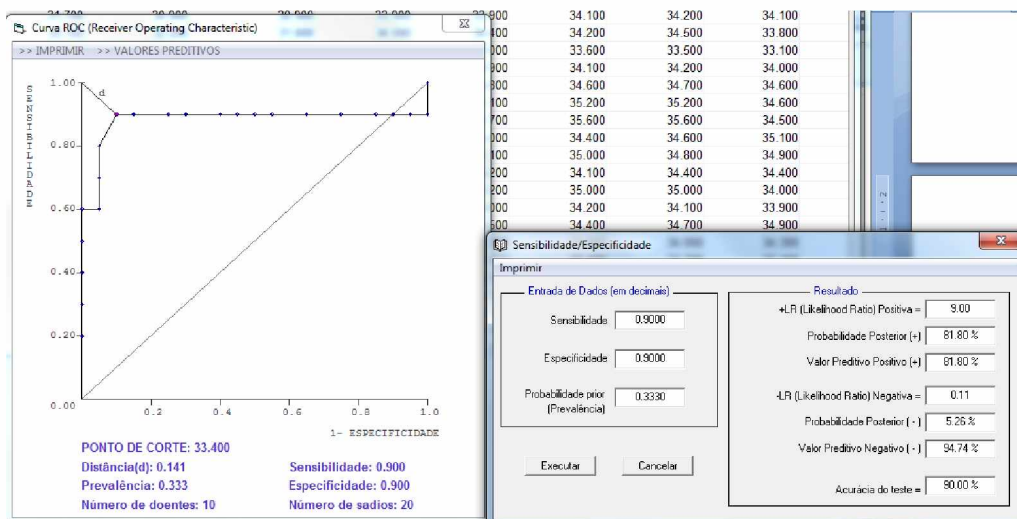 Curva ROC (Receiver Operating Characteristic)
>> IMPRIMIR >> VALORES PREDITIVOS
SENSIBILIDADE
1.00
0.80
0.60
0.40
0.20
0.00
d
0.2 0.4 0.6 0.8 1.0
1- ESPECIFICIDADE
PONTO DE CORTE: 33.400
Distância(d): 0.141 Sensibilidade: 0.900
Prevalência: 0.333 Especificidade: 0.900
Número de doentes: 10 Número de sadios: 20
34.100 34.200 34.100
34.200 34.500 33.800
33.600 33.500 33.100
34.100 34.200 34.000
34.600 34.700 34.600
35.200 35.200 34.600
35.600 35.600 34.500
34.400 34.600 35.100
35.000 34.800 34.900
34.100 34.400 34.400
35.000 35.000 34.000
34.200 34.100 33.900
34.400 34.700 34.900
Sensibilidade/Especificidade
Imprimir
Entrada de Dados (em decimais)
Sensibilidade 0.9000
Especificidade 0.9000
Probabilidade prior
(Prevalência) 0.3330
Executar Cancelar
Resultado
+LR (Likelihood Ratio) Positiva = 9.00
Probabilidade Posterior (+) 81.80 %
Valor Preditivo Positivo (+) 81.80 %
-LR (Likelihood Ratio) Negativa = 0.11
Probabilidade Posterior ( - ) 5.26 %
Valor Preditivo Negativo ( - ) 94.74 %
Acurácia do teste = 90.00 %